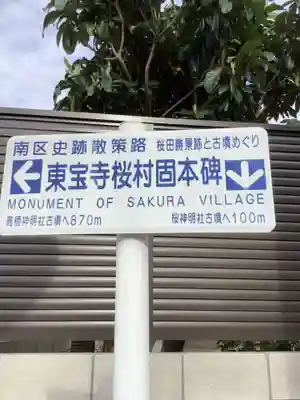 南区史跡散策路 桜田勝景跡と古墳めぐり
東宝寺桜村固本碑
MONUMENT OF SAKURA VILLAGE
鳥栖神明社古墳へ870m 桜神明社古墳へ100m